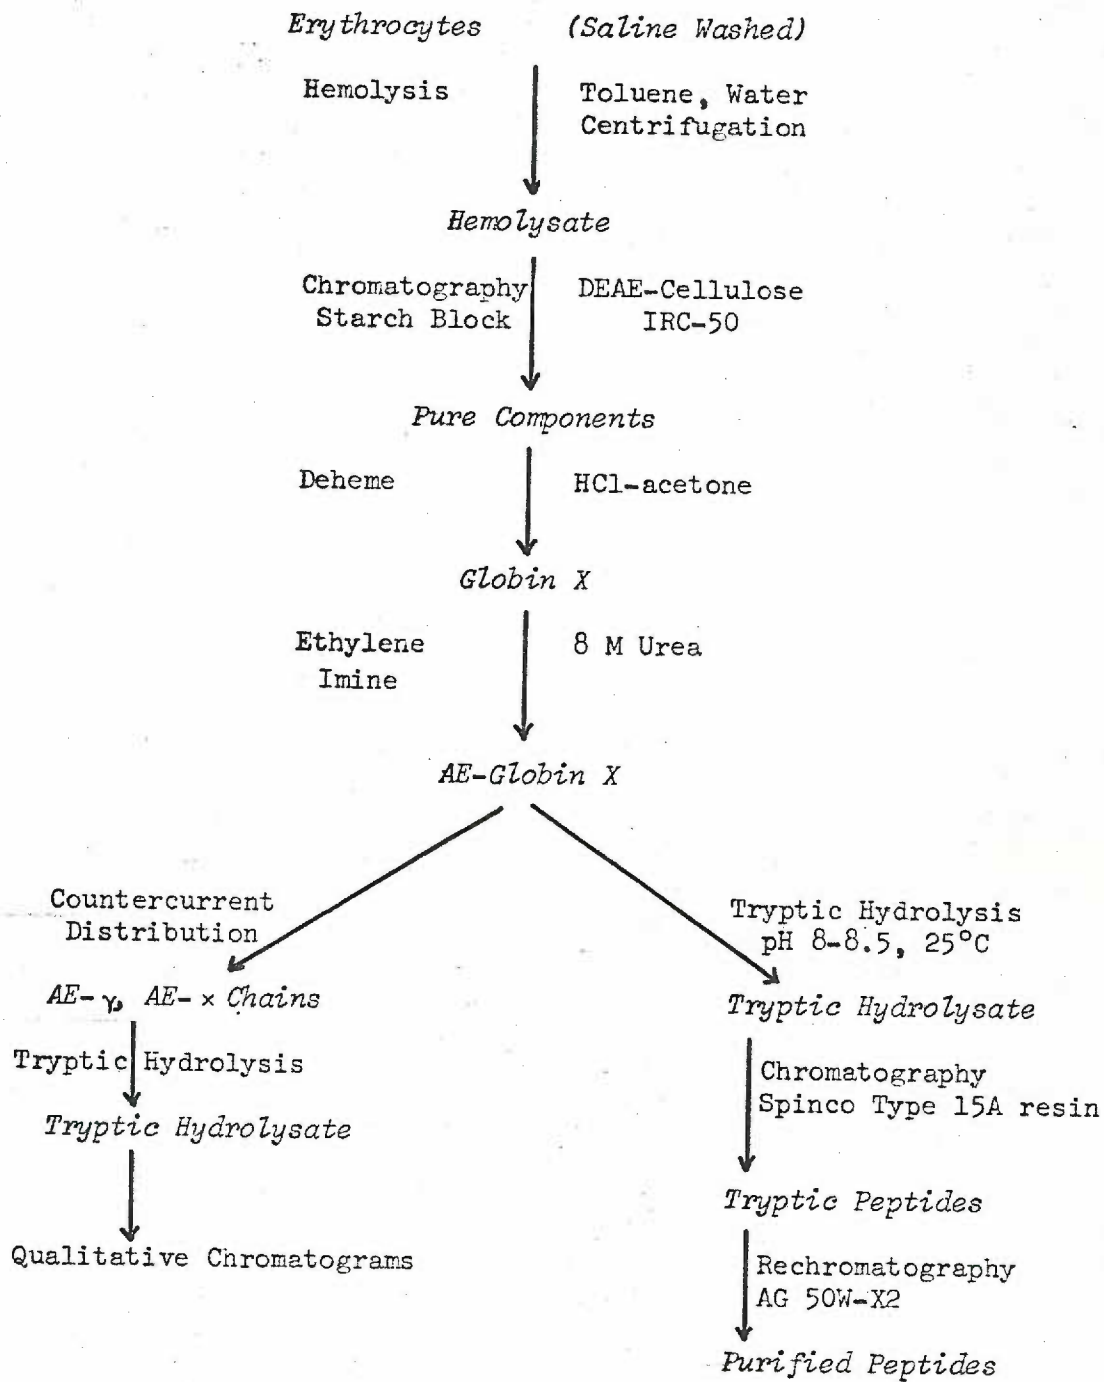 Erythrocytes (Saline Washed)
Hemolysis
Toluene, Water
Centrifugation
Hemolysate
Chromatography
Starch Block
DEAE-Cellulose
IRC-50
Pure Components
Deheme
HCl-acetone
Globin X
Ethylene
Imine
8 M Urea
AE-Globin X
Countercurrent
Distribution
AE-γ, AE-× Chains
Tryptic Hydrolysis
Tryptic Hydrolysate
Qualitative Chromatograms
Tryptic Hydrolysis
pH 8-8.5, 25°C
Tryptic Hydrolysate
Chromatography
Spinco Type 15A resin
Tryptic Peptides
Rechromatography
AG 50W-X2
Purified Peptides